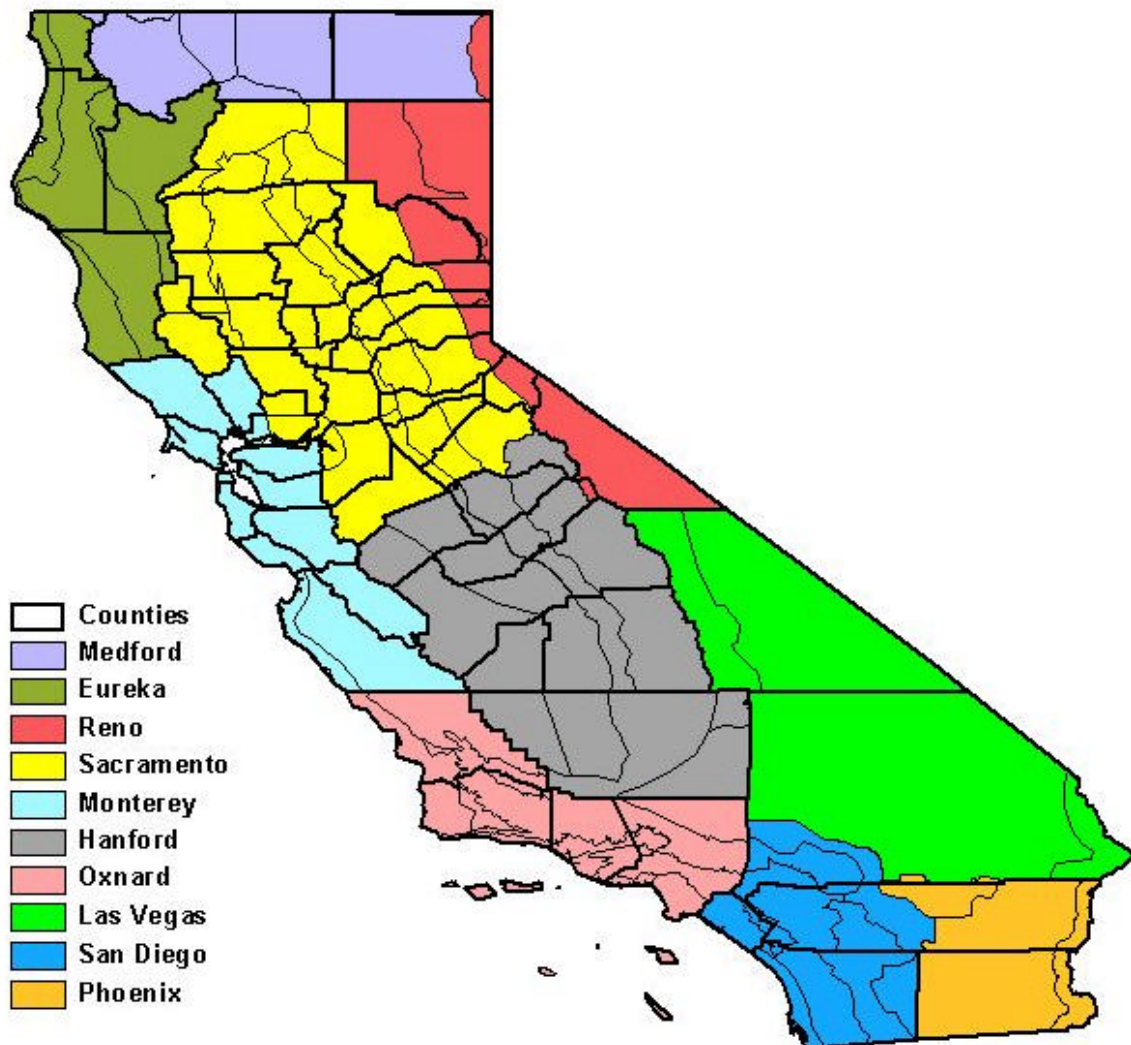 Counties
Medford
Eureka
Reno
Sacramento
Monterey
Hanford
Oxnard
Las Vegas
San Diego
Phoenix